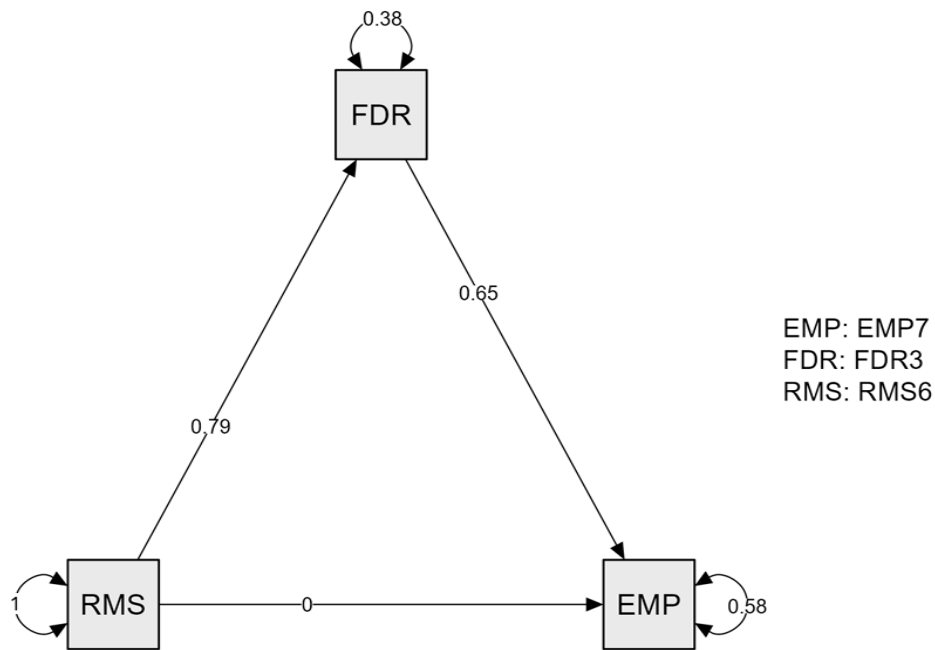 0.38
FDR
0.65
EMP: EMP7
FDR: FDR3
RMS: RMS6
0.79
1
RMS
0
EMP
0.58